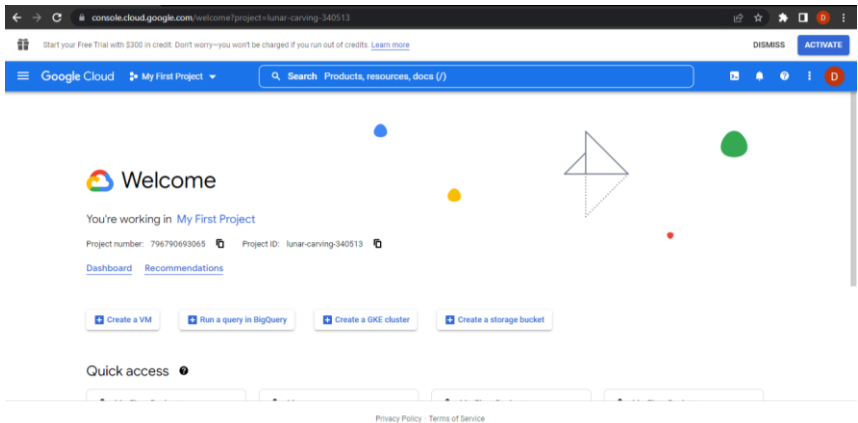 console.cloud.google.com/welcome?project=lunar-carving-340513
D
Start your Free Trial with $300 in credit. Don't worry—you won't be charged if you run out of credits. Learn more
DISMISS
ACTIVATE
Google Cloud
My First Project
Search Products, resources, docs (/)
D
Welcome
You're working in My First Project
Project number: 796790693065 Project ID: lunar-carving-340513
Dashboard Recommendations
Create a VM
Run a query in BigQuery
Create a GKE cluster
Create a storage bucket
Quick access
Privacy Policy · Terms of Service